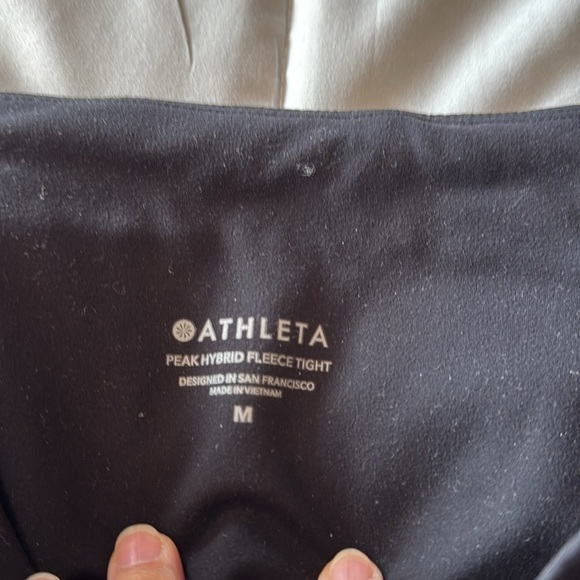 ATHLETA
PEAK HYBRID FLEECE TIGHT
DESIGNED IN SAN FRANCISCO
MADE IN VIETNAM
M